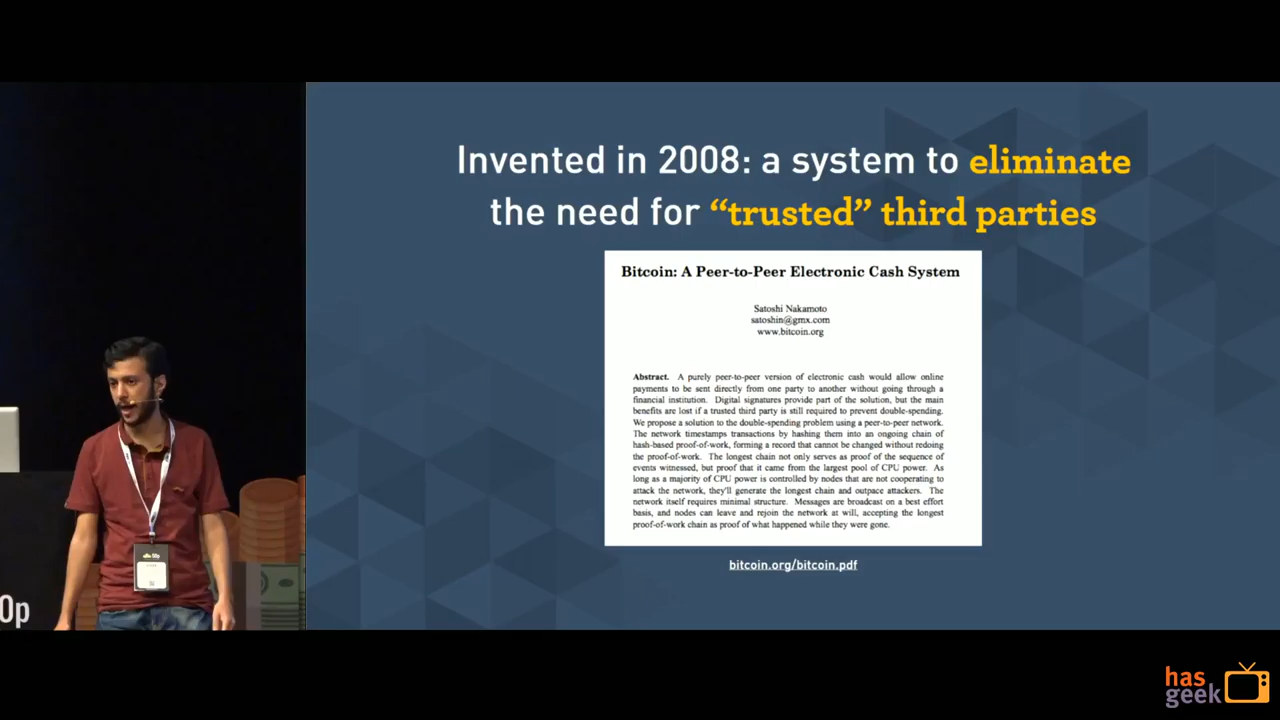 Invented in 2008: a system to eliminate
the need for “trusted” third parties
Bitcoin: A Peer-to-Peer Electronic Cash System
Satoshi Nakamoto
satoshin@gmx.com
www.bitcoin.org
Abstract. A purely peer-to-peer version of electronic cash would allow online
payments to be sent directly from one party to another without going through a
financial institution. Digital signatures provide part of the solution, but the main
benefits are lost if a trusted third party is still required to prevent double-spending.
We propose a solution to the double-spending problem using a peer-to-peer network.
The network timestamps transactions by hashing them into an ongoing chain of
hash-based proof-of-work, forming a record that cannot be changed without redoing
the proof-of-work. The longest chain not only serves as proof of the sequence of
events witnessed, but proof that it came from the largest pool of CPU power. As
long as a majority of CPU power is controlled by nodes that are not cooperating to
attack the network, they'll generate the longest chain and outpace attackers. The
network itself requires minimal structure. Messages are broadcast on a best effort
basis, and nodes can leave and rejoin the network at will, accepting the longest
proof-of-work chain as proof of what happened while they were gone.
bitcoin.org/bitcoin.pdf
0p
has
geek